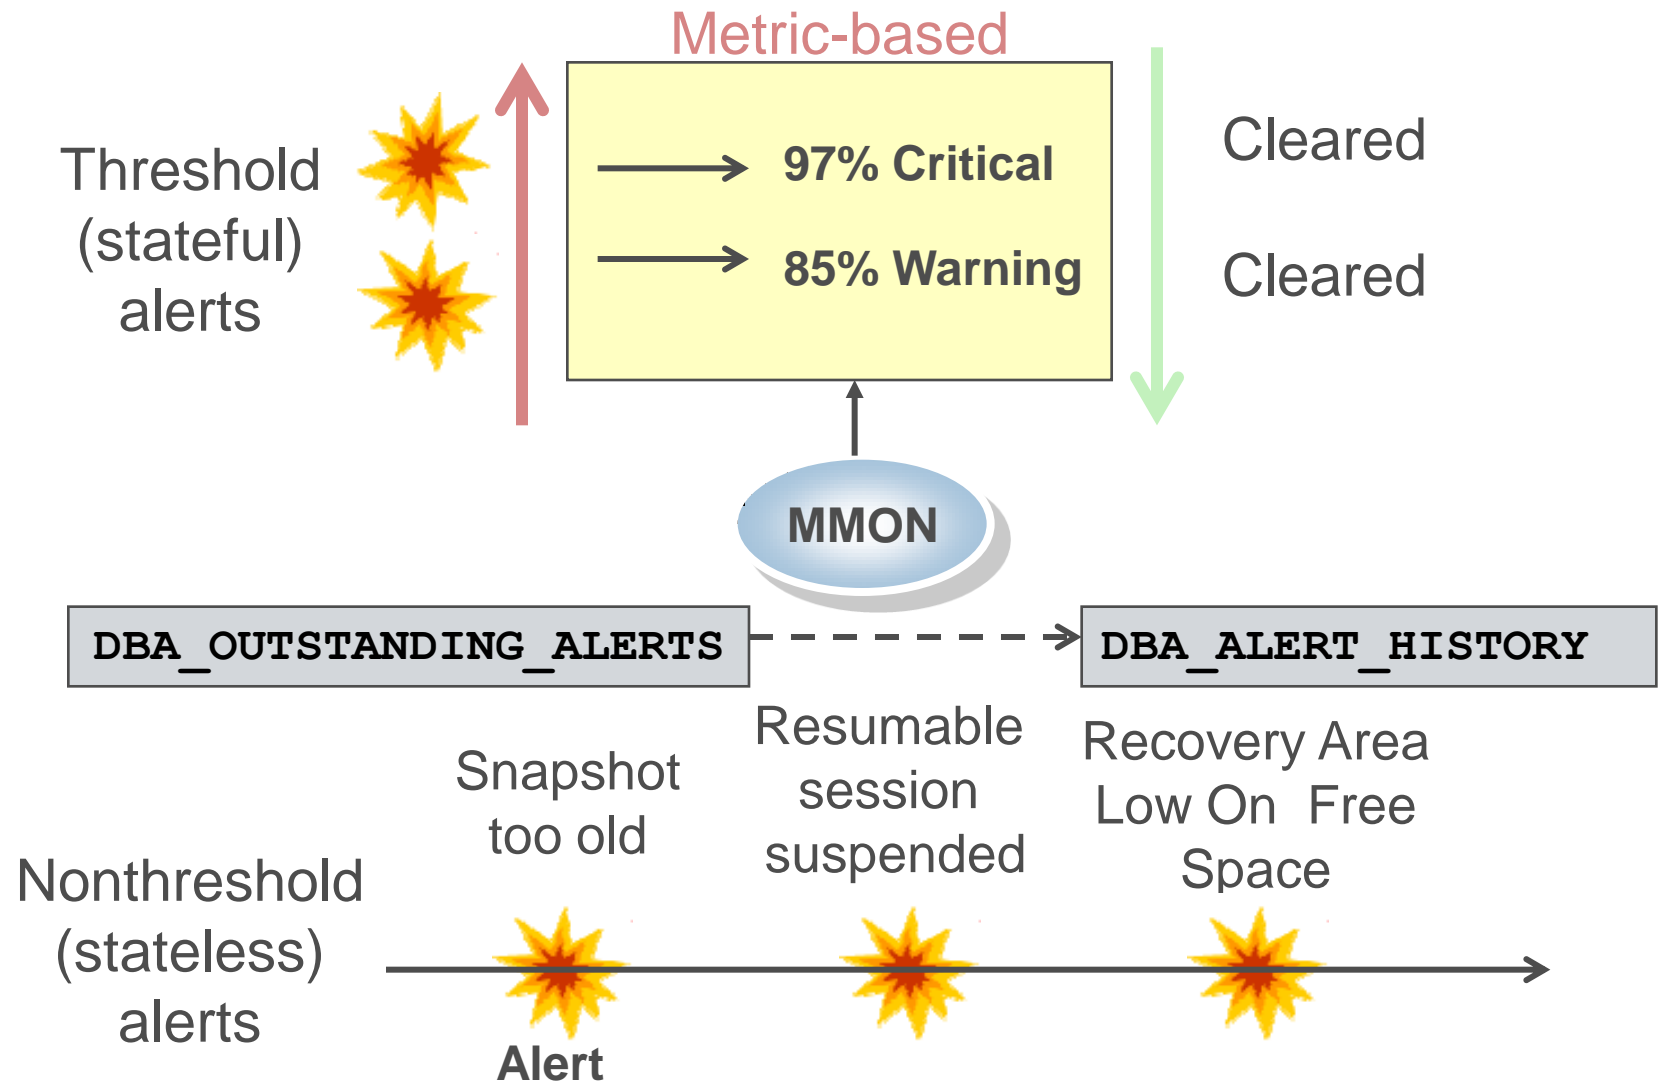 Metric-based
Threshold
(stateful)
alerts
97% Critical
85% Warning
Cleared
Cleared
MMON
DBA_OUTSTANDING_ALERTS
DBA_ALERT_HISTORY
Snapshot
too old
Resumable
session
suspended
Recovery Area
Low On  Free
Space
Nonthreshold
(stateless)
alerts
Alert